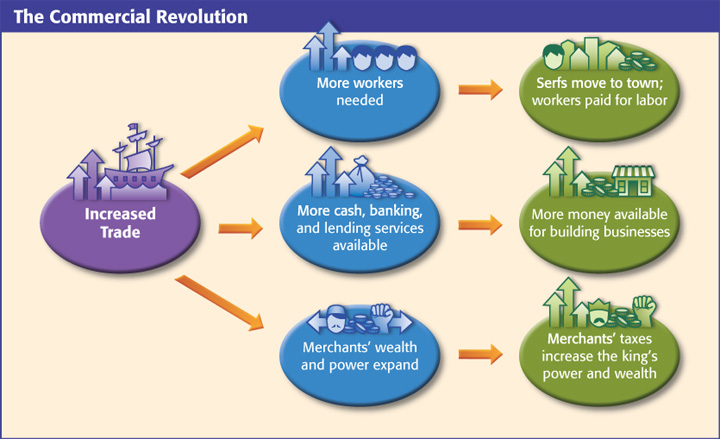 The Commercial Revolution
Increased
Trade
More workers
needed
Serfs move to town;
workers paid for labor
More cash, banking,
and lending services
available
More money available
for building businesses
Merchants' wealth
and power expand
Merchants' taxes
increase the king's
power and wealth